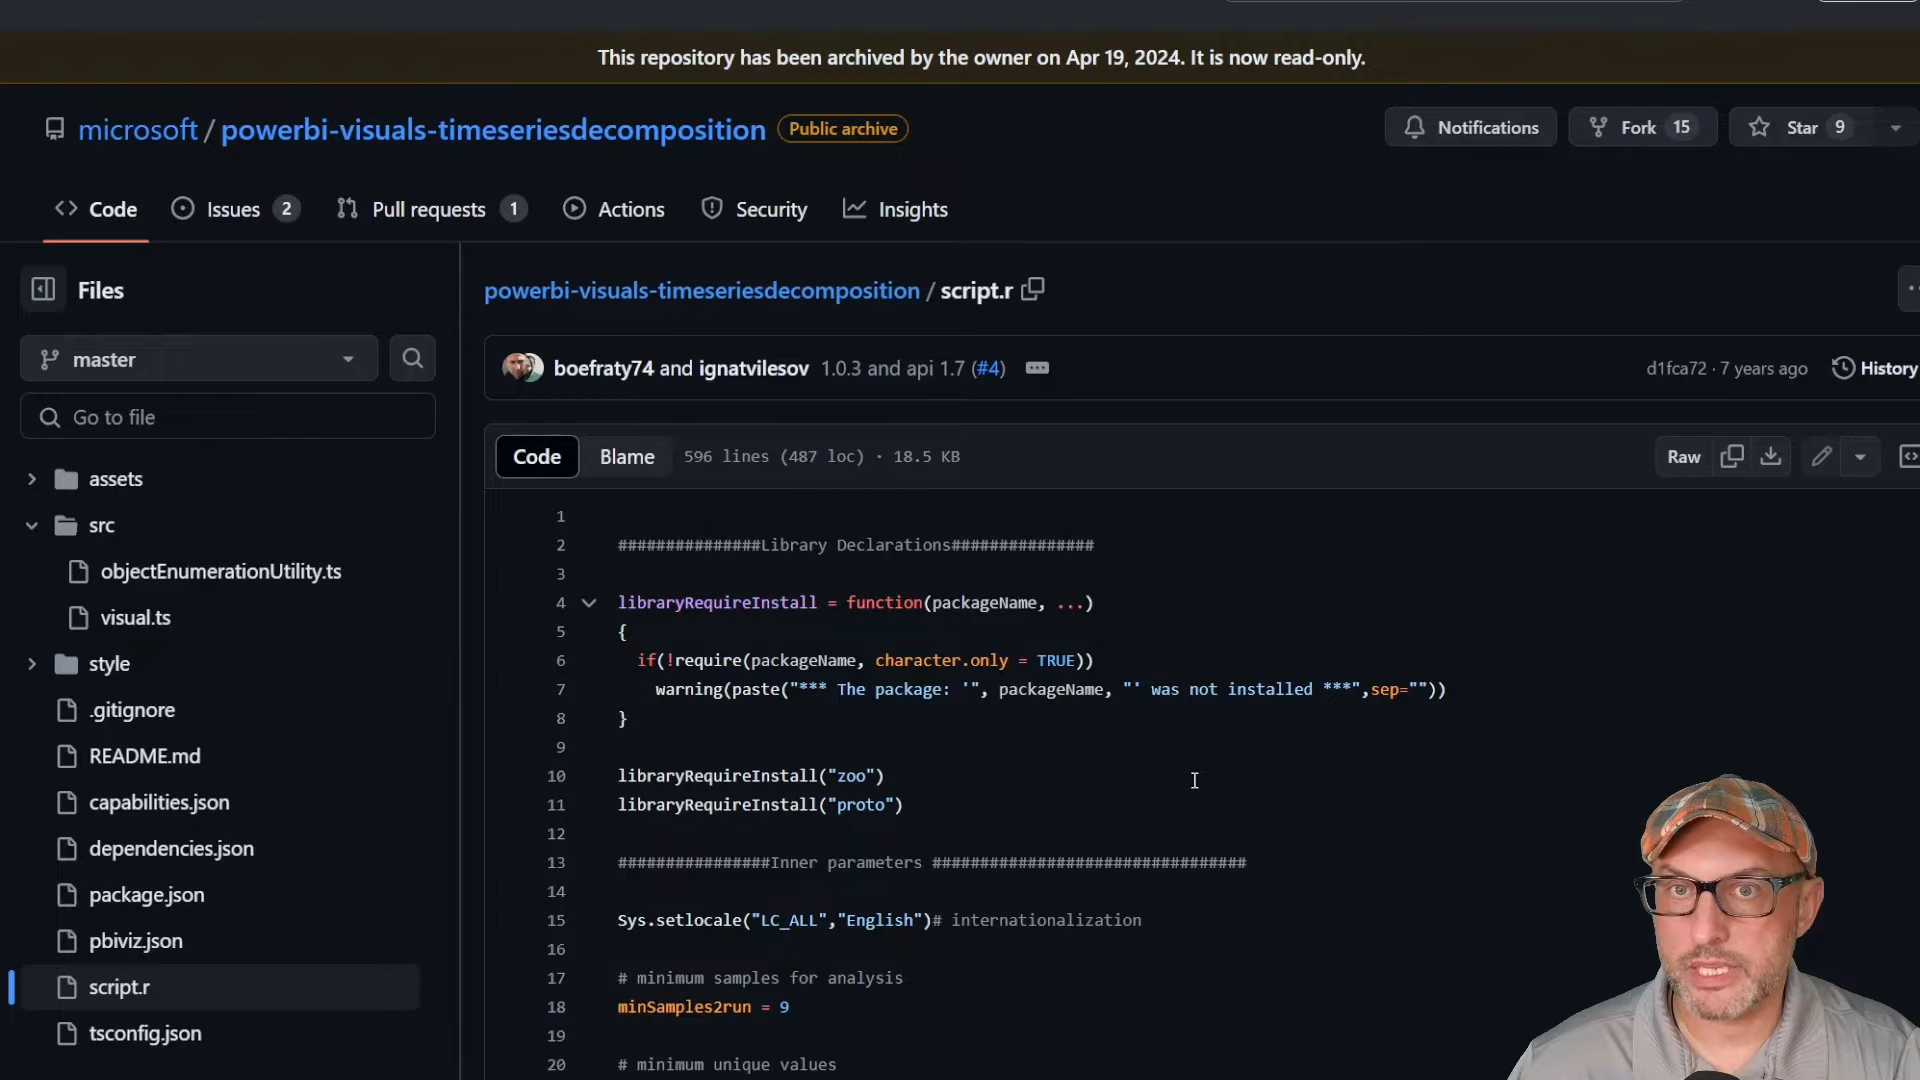 This repository has been archived by the owner on Apr 19, 2024. It is now read-only.
microsoft / powerbi-visuals-timeseriesdecomposition Public archive
Notifications Fork 15 Star 9
Code Issues 2 Pull requests 1 Actions Security Insights
Files
master
Go to file
assets
src
objectEnumerationUtility.ts
visual.ts
style
.gitignore
README.md
capabilities.json
dependencies.json
package.json
pbiviz.json
script.r
tsconfig.json
powerbi-visuals-timeseriesdecomposition / script.r
boefraty74 and ignatvilesov 1.0.3 and api 1.7 (#4)
d1fca72 · 7 years ago History
Code Blame 596 lines (487 loc) · 18.5 KB
Raw
1
2 ###############Library Declarations###############
3
4 libraryRequireInstall = function(packageName, ...)
5 {
6 if(!require(packageName, character.only = TRUE))
7 warning(paste("*** The package: '", packageName, "' was not installed ***",sep=""))
8 }
9
10 libraryRequireInstall("zoo")
11 libraryRequireInstall("proto")
12
13 ################Inner parameters #################################
14
15 Sys.setlocale("LC_ALL","English")# internationalization
16
17 # minimum samples for analysis
18 minSamples2run = 9
19
20 # minimum unique values